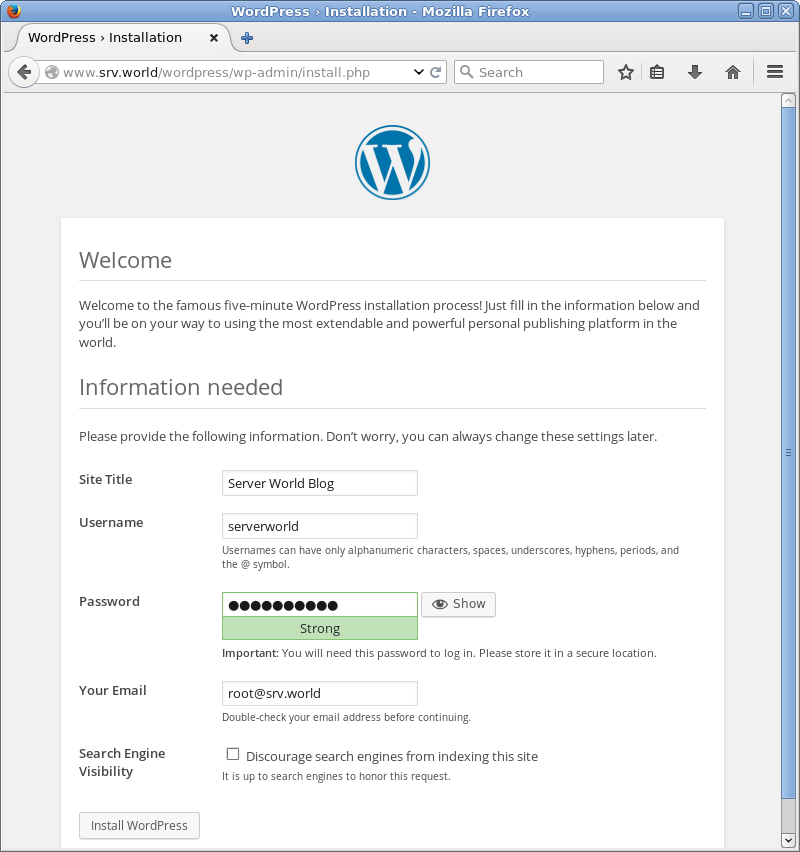 WordPress › Installation - Mozilla Firefox
WordPress › Installation
www.srv.world/wordpress/wp-admin/install.php
Search
W
Welcome
Welcome to the famous five-minute WordPress installation process! Just fill in the information below and
you’ll be on your way to using the most extendable and powerful personal publishing platform in the
world.
Information needed
Please provide the following information. Don’t worry, you can always change these settings later.
Site Title
Server World Blog
Username
serverworld
Usernames can have only alphanumeric characters, spaces, underscores, hyphens, periods, and
the @ symbol.
Password
●●●●●●●●●●
Show
Strong
Important: You will need this password to log in. Please store it in a secure location.
Your Email
root@srv.world
Double-check your email address before continuing.
Search Engine
Visibility
Discourage search engines from indexing this site
It is up to search engines to honor this request.
Install WordPress